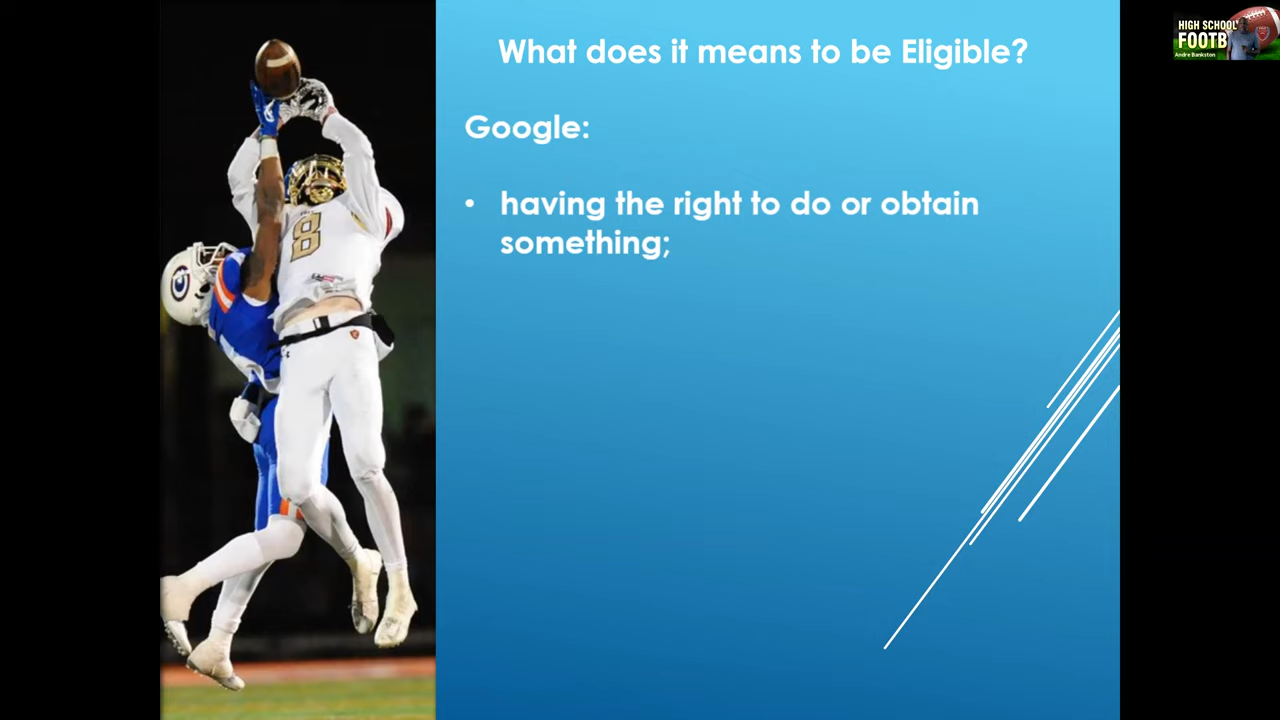 What does it means to be Eligible?
Google:
• having the right to do or obtain
something;
8
HIGH SCHOOL
FOOTB
Andre Bankston